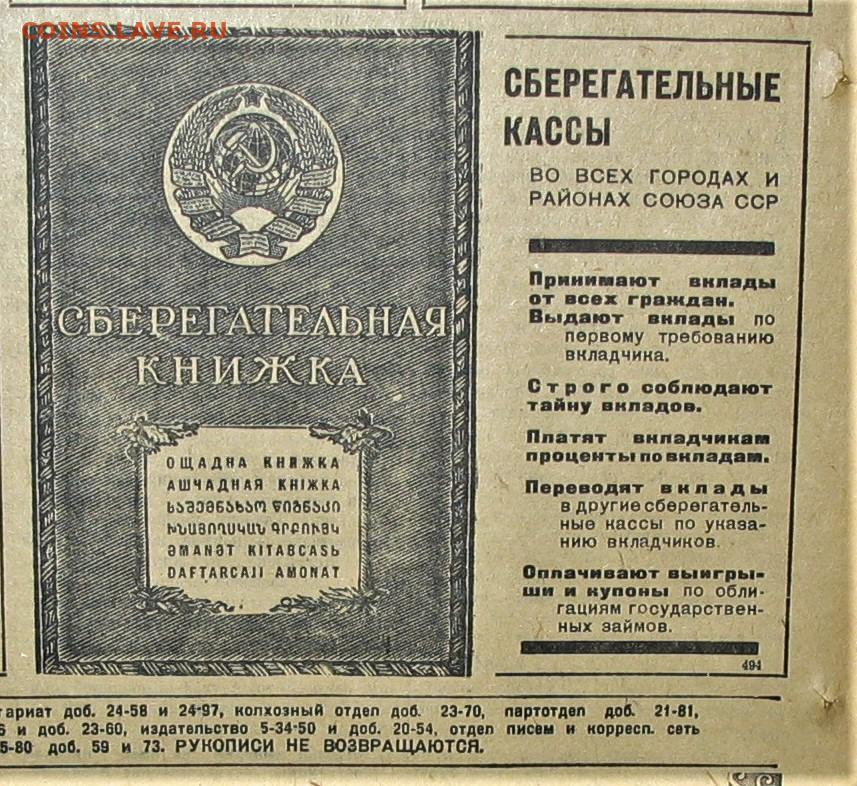 COINS.LAVE.RU
СБЕРЕГАТЕЛЬНАЯ
КНИЖКА
ОЩАДНА КНИЖКА
АШЧАДНАЯ КНІЖКА
ႱᲐ ᲨᲔᲛᲜᲐᲮᲐᲝ ᲬᲘᲒᲜᲐᲙᲘ
ԽՆԱՅՈՂԱԿԱՆ ԳՐՔՈՒՅԿ
ƏMANƏT KITABCASЬ
DAFTARCAJI AMONAT
СБЕРЕГАТЕЛЬНЫЕ
КАССЫ
ВО ВСЕХ ГОРОДАХ И
РАЙОНАХ СОЮЗА ССР
Принимают вклады
от всех граждан.
Выдают вклады по
первому требованию
вкладчика.
Строго соблюдают
тайну вкладов.
Платят вкладчикам
проценты по вкладам.
Переводят вклады
в другие сберегатель-
ные кассы по указа-
нию вкладчиков.
Оплачивают выигры-
ши и купоны по обли-
гациям государствен-
ных займов.
494
тариат доб. 24-58 и 24-97, колхозный отдел доб. 23-70, партотдел доб. 21-81,
6 и доб. 23-60, издательство 5-34-50 и доб. 20-54, отдел писем и корресп. сеть
5-80 доб. 59 и 73. РУКОПИСИ НЕ ВОЗВРАЩАЮТСЯ.